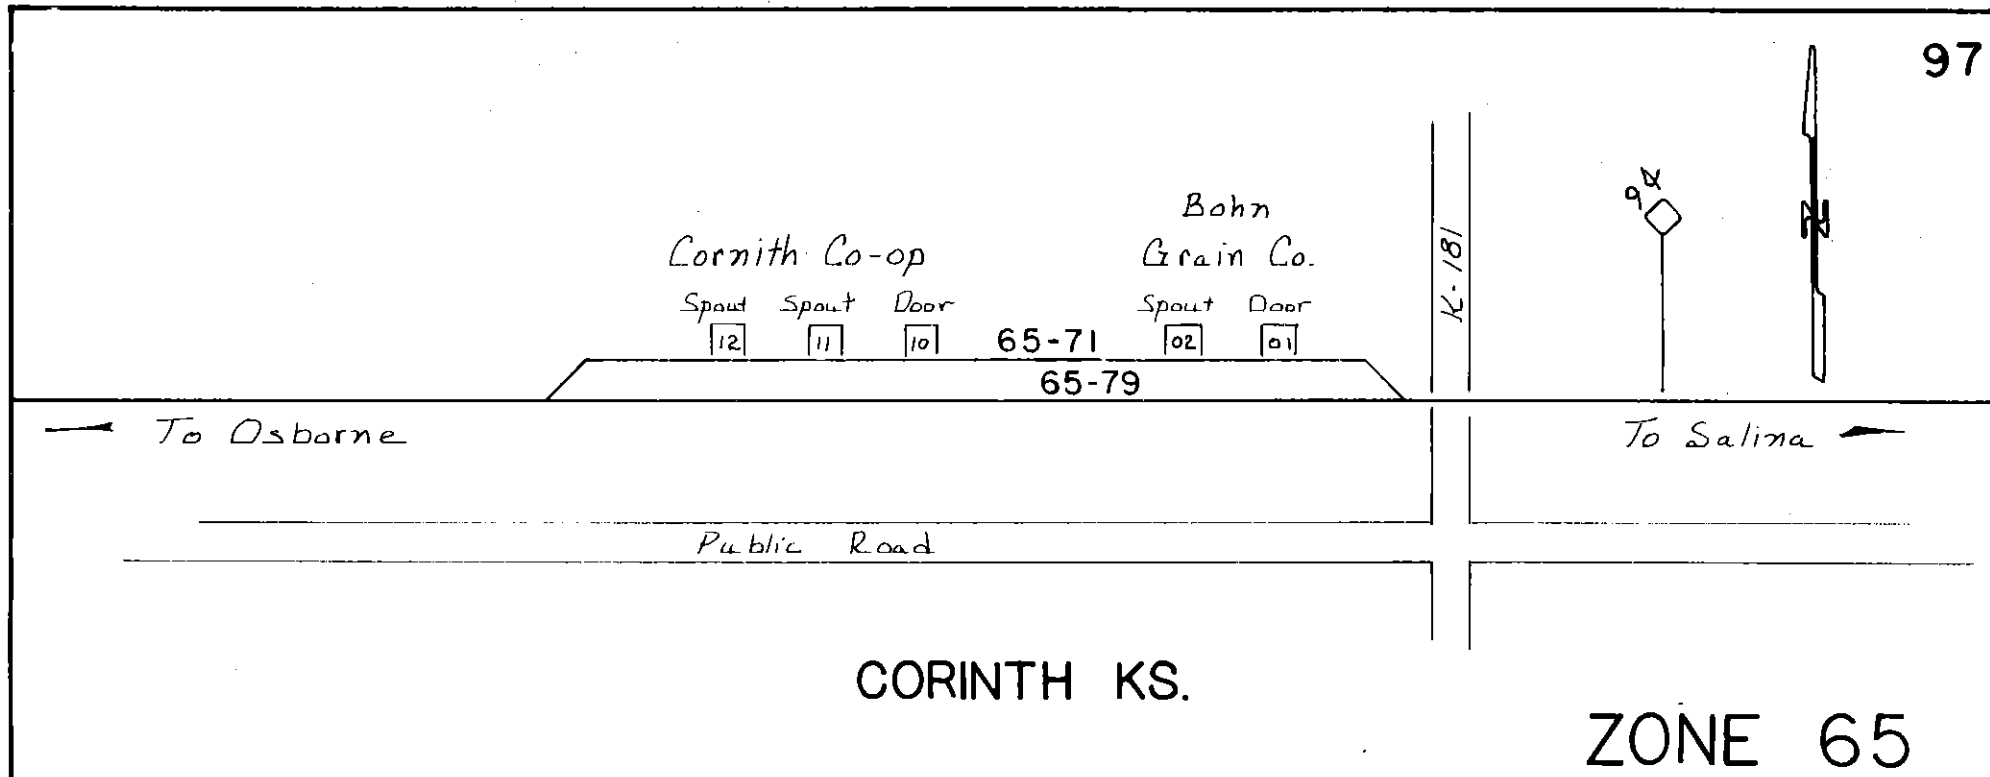 97
Bohn
Cornith Co-op
Grain Co.
Spout Spout Door
Spout Door
12 11 10
65-71
02 01
65-79
K-181
94
N
To Osborne
To Salina
Public Road
CORINTH KS.
ZONE 65